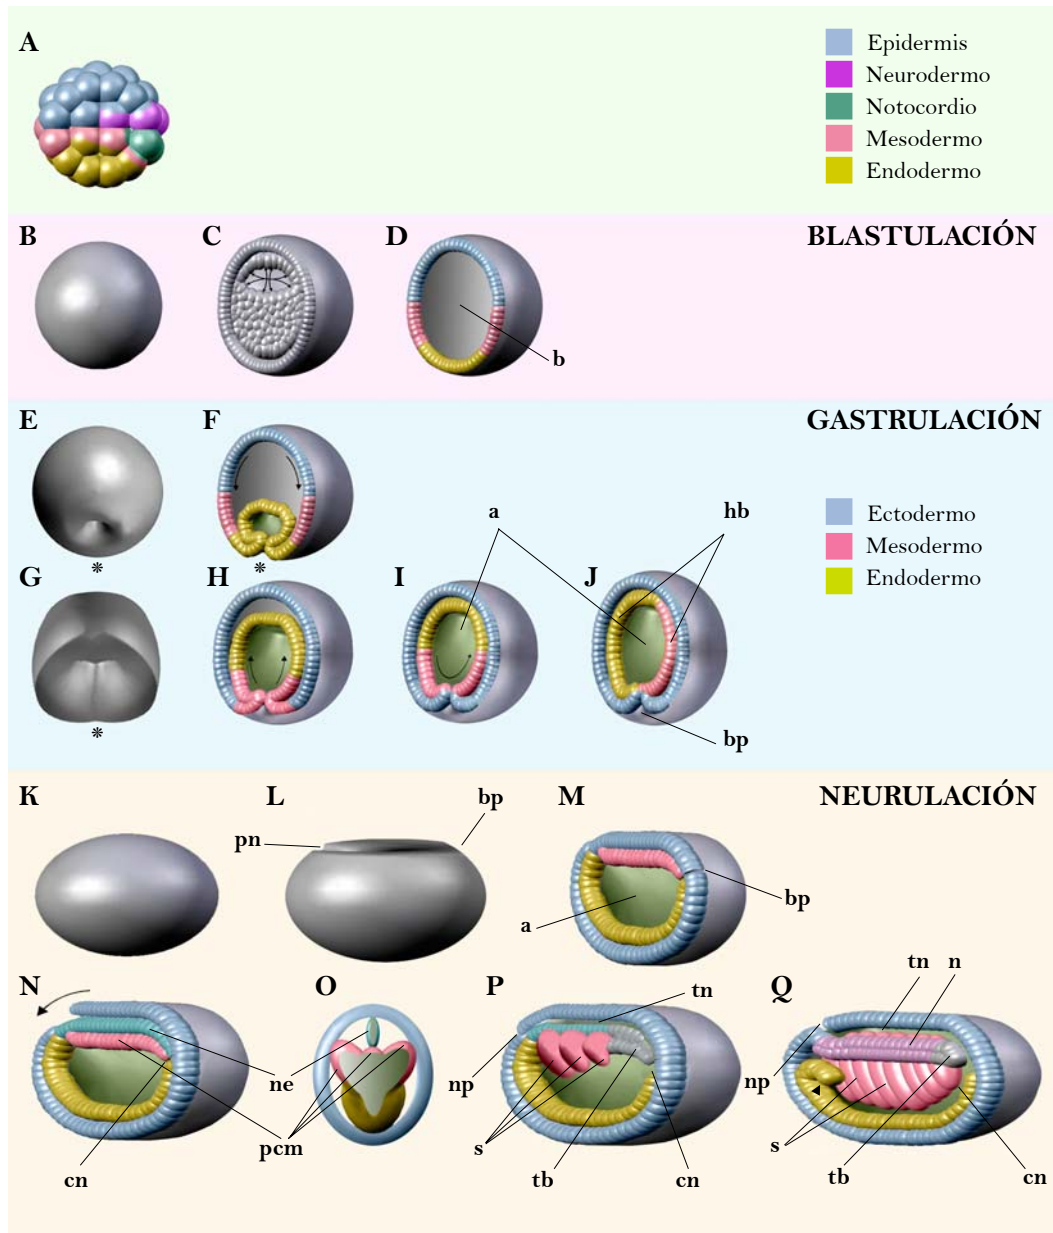 A
Epidermis
Neurodermo
Notocordio
Mesodermo
Endodermo
B C D BLASTULACIÓN
b
E F GASTRULACIÓN
a hb
Ectodermo
Mesodermo
Endodermo
* *
G H I J
* bp
K L bp M NEURULACIÓN
pn
bp
a
N O P tn Q tn n
ne np np
pcm s s
cn tb cn tb cn